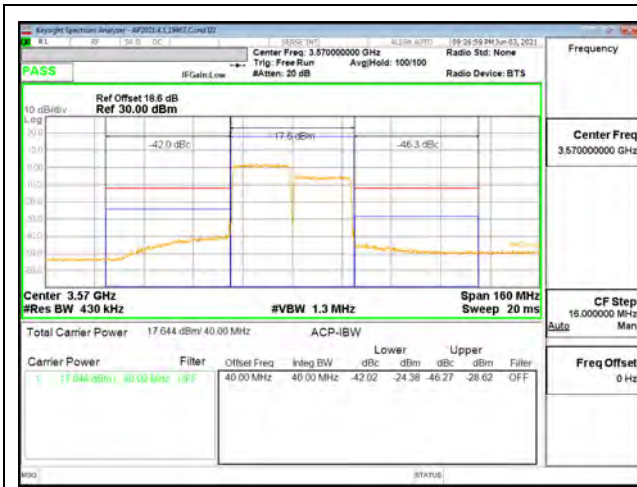 Keysight Spectrum Analyzer
RL RF 50 Ω DC SENSE:INT ALIGN AUTO 09:26:59 PM Jun 03, 2021
Center Freq: 3.570000000 GHz Radio Std: None
Trig: Free Run Avg|Hold: 100/100
PASS IFGain:Low #Atten: 20 dB Radio Device: BTS
Frequency
Ref Offset 18.6 dB
10 dB/div Ref 30.00 dBm
Log
-42.0 dBc 17.6 dBm -46.3 dBc
Center Freq
3.570000000 GHz
Center 3.57 GHz Span 160 MHz
#Res BW 430 kHz #VBW 1.3 MHz Sweep 20 ms
CF Step
16.000000 MHz
Auto Man
Total Carrier Power 17.644 dBm/ 40.00 MHz ACP-IBW
Lower Upper
Carrier Power Filter Offset Freq Integ BW dBc dBm dBc dBm Filter
1 17.644 dBm / 40.00 MHz OFF 40.00 MHz 40.00 MHz -42.02 -24.38 -46.27 -28.62 OFF
Freq Offset
0 Hz
MSG STATUS